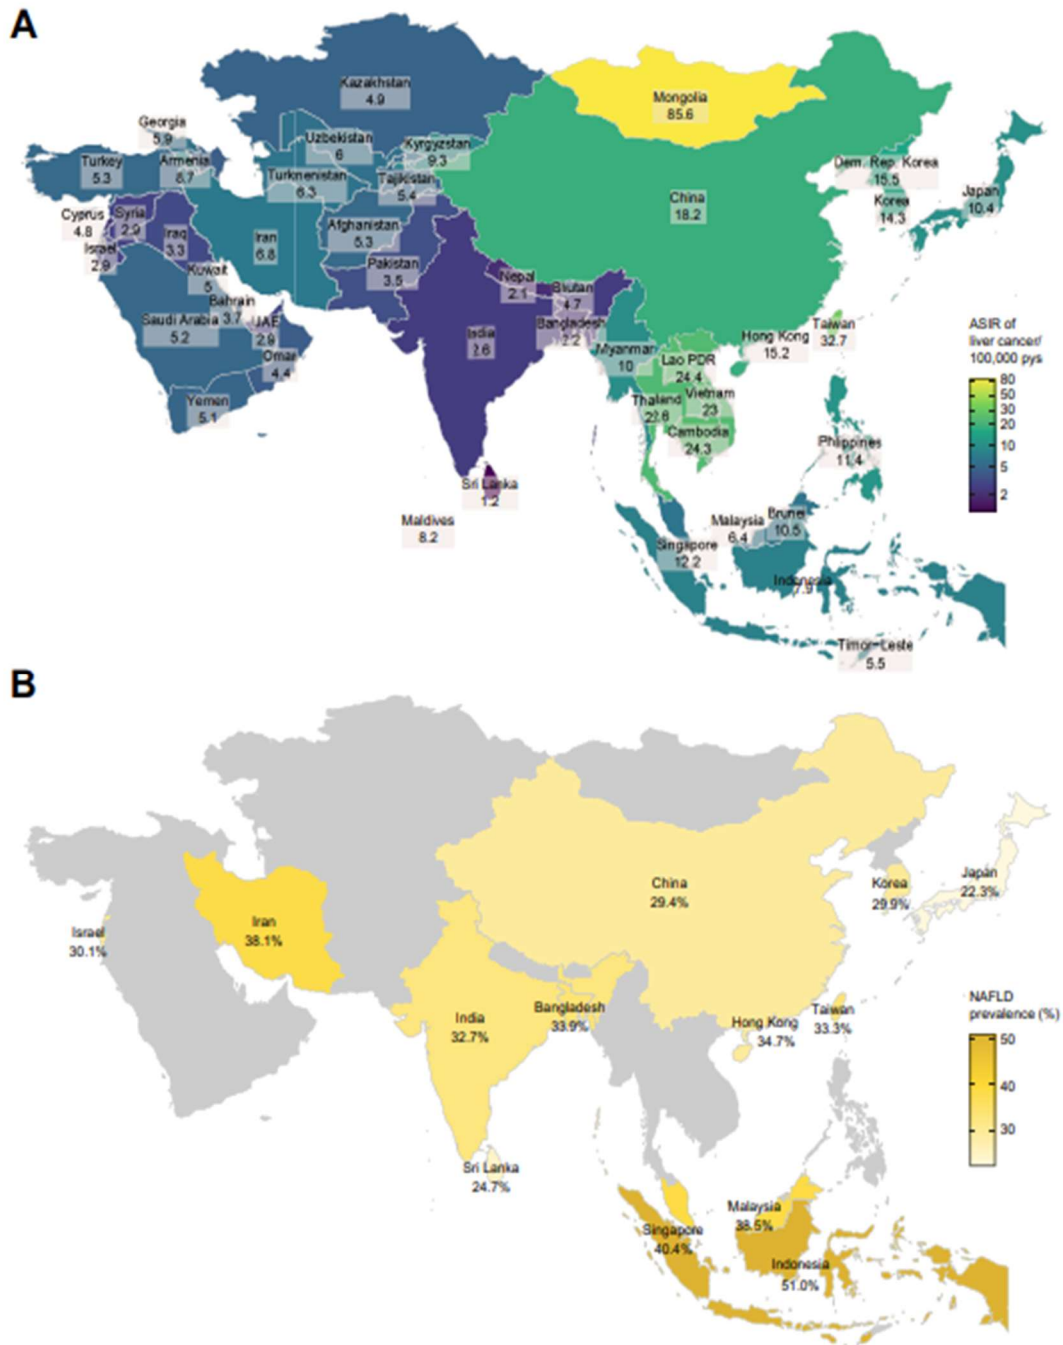 A
Kazakhstan
4.9
Mongolia
85.6
Georgia
5.9
Uzbekistan
6
Kyrgyzstan
9.3
Turkey
5.3
Armenia
8.7
Turkmenistan
6.3
Tajikistan
5.4
Dem. Rep. Korea
15.5
Korea
14.3
Japan
10.4
China
18.2
Cyprus
4.8
Syria
2.9
Iraq
3.3
Iran
6.8
Afghanistan
5.3
Israel
2.9
Kuwait
5
Pakistan
3.5
Nepal
2.1
Bhutan
4.7
Bahrain
3.7
Saudi Arabia
5.2
UAE
2.9
Bangladesh
2.2
India
2.6
Oman
4.4
Myanmar
10
Lao PDR
24.4
Hong Kong
15.2
Taiwan
32.7
Yemen
5.1
Thailand
Vietnam
23
Cambodia
24.3
Philippines
11.4
Sri Lanka
1.2
Maldives
8.2
Malaysia
6.4
Brunei
10.5
Singapore
12.2
Indonesia
7.9
Timor-Leste
5.5
ASIR of
liver cancer/
100,000 pys
80
50
30
20
10
5
2
B
China
29.4%
Korea
29.9%
Japan
22.3%
Israel
30.1%
Iran
38.1%
India
32.7%
Bangladesh
33.9%
Hong Kong
34.7%
Taiwan
33.3%
Sri Lanka
24.7%
Malaysia
38.5%
Singapore
40.4%
Indonesia
51.0%
NAFLD
prevalence (%)
50
40
30